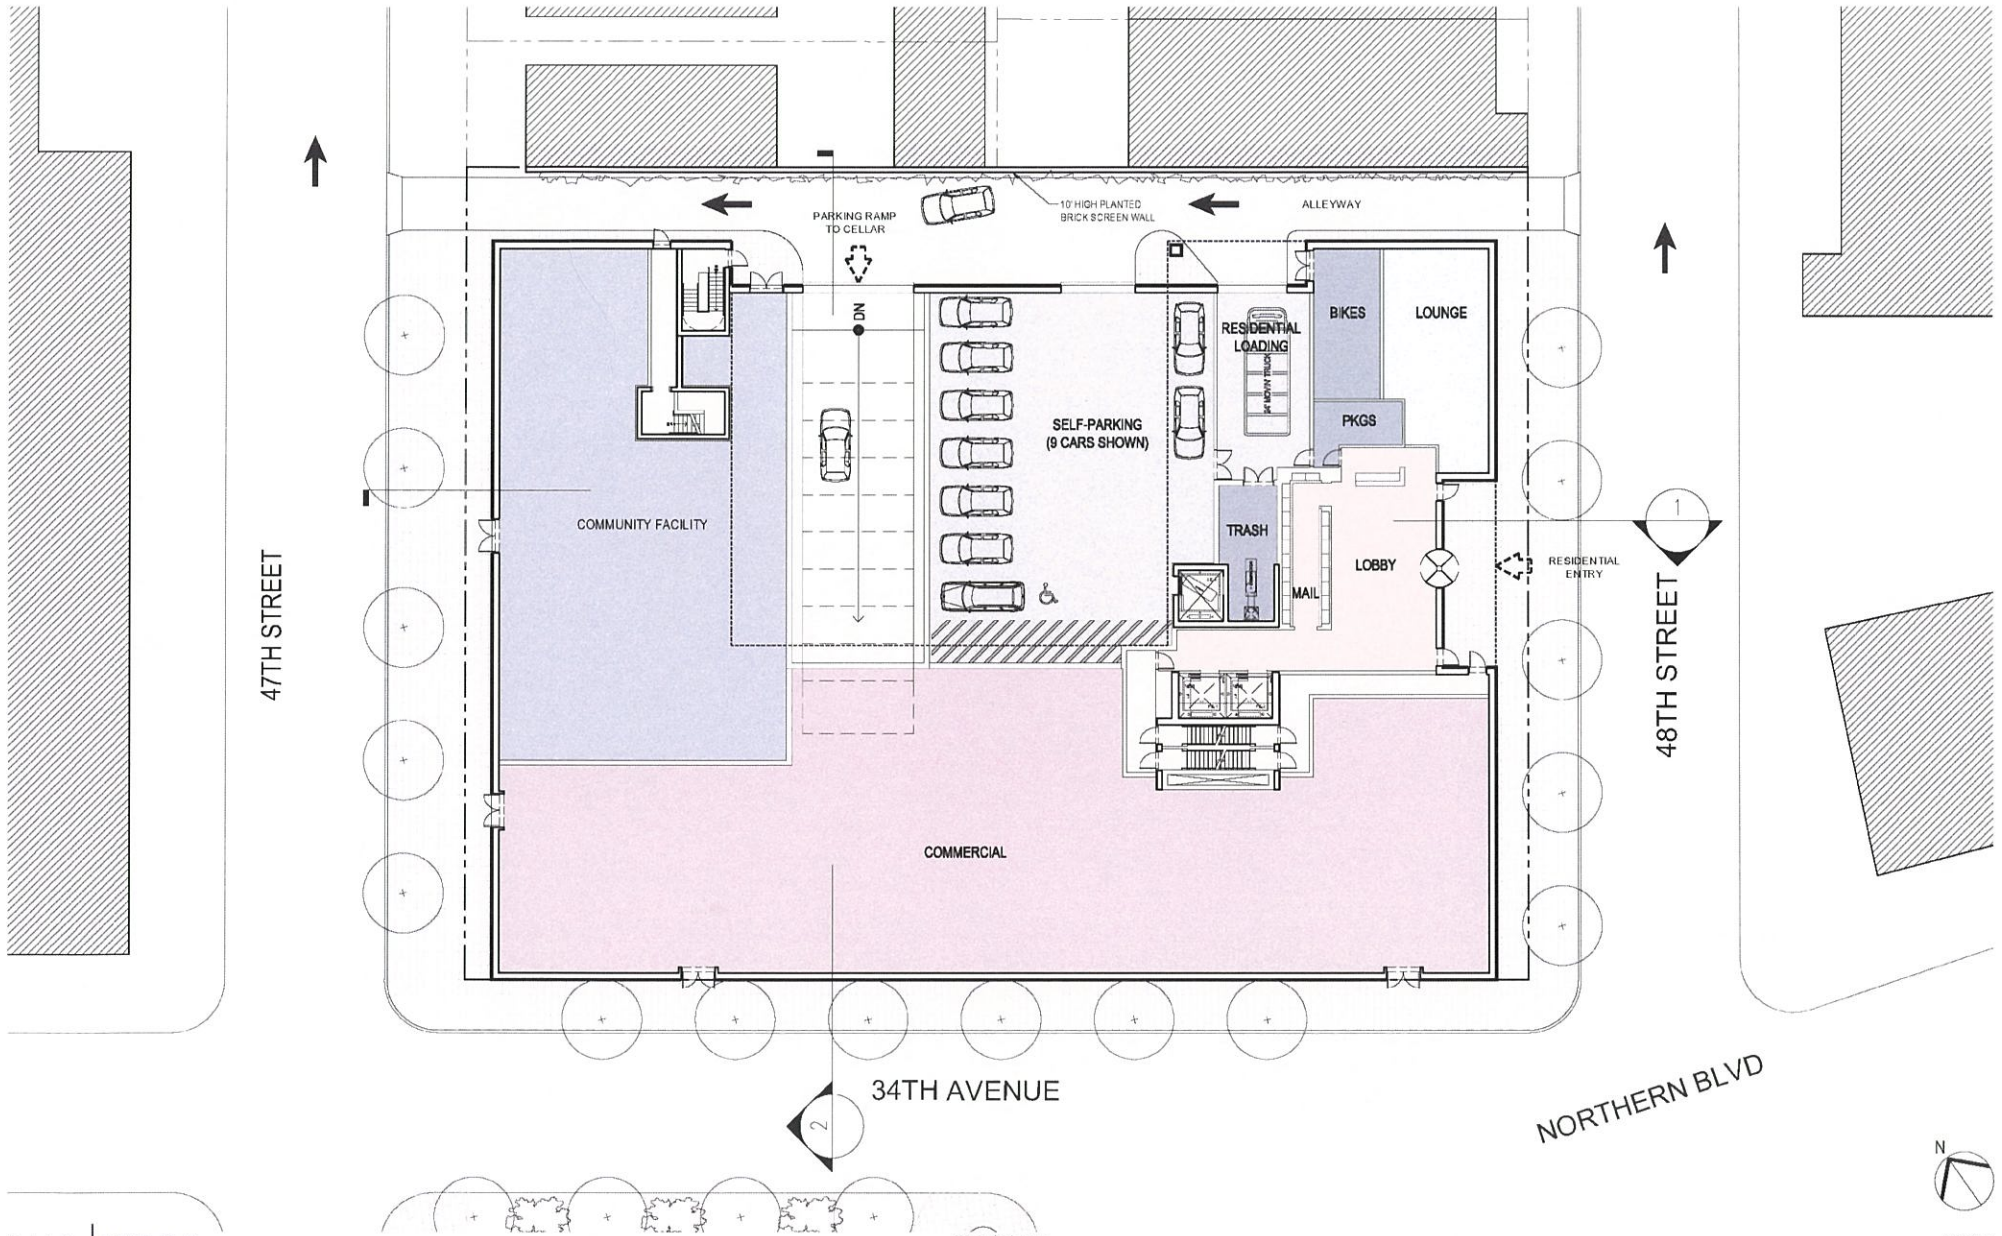 10' HIGH PLANTED
BRICK SCREEN WALL
ALLEYWAY
PARKING RAMP
TO CELLAR
DN
RESIDENTIAL
LOADING
BIKES
LOUNGE
SELF-PARKING
(9 CARS SHOWN)
PKGS
COMMUNITY FACILITY
TRASH
LOBBY
MAIL
RESIDENTIAL
ENTRY
1
47TH STREET
48TH STREET
COMMERCIAL
34TH AVENUE
2
NORTHERN BLVD
N